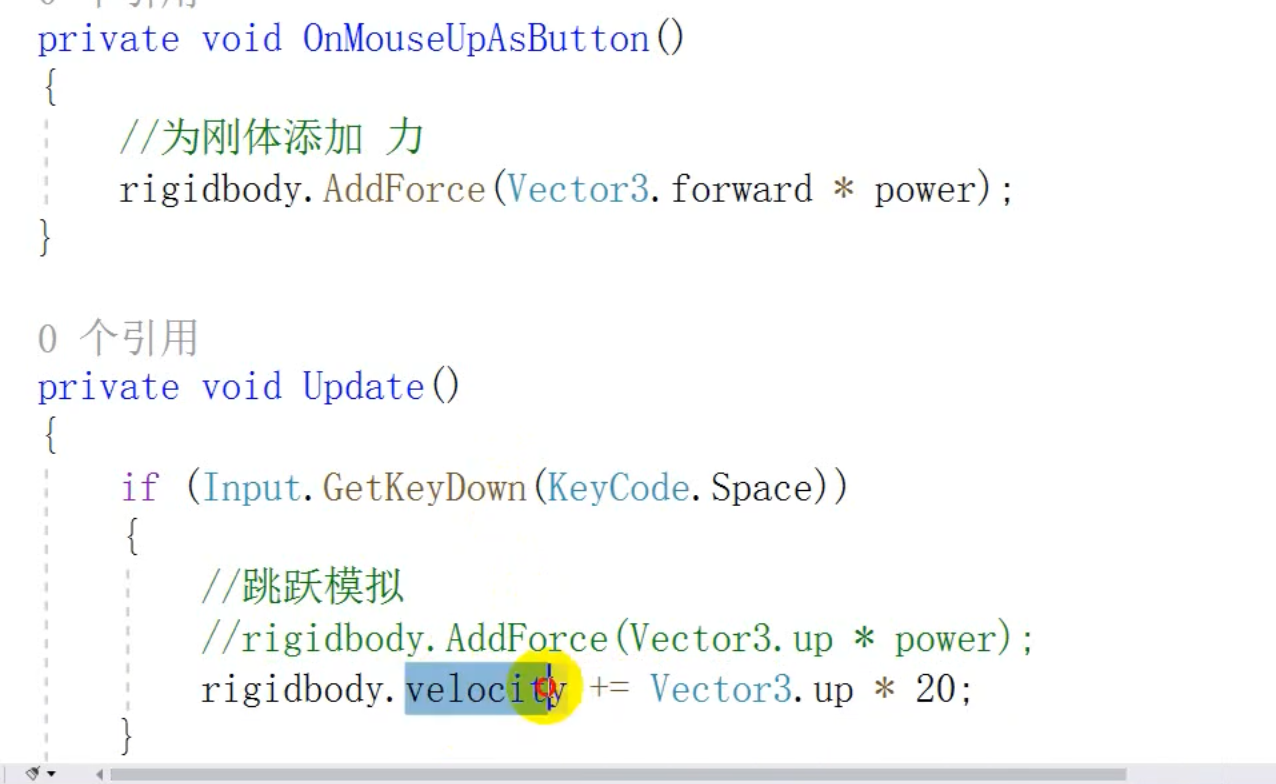 private void OnMouseUpAsButton()
{
//为刚体添加 力
rigidbody.AddForce(Vector3.forward * power);
}
0 个引用
private void Update()
{
if (Input.GetKeyDown(KeyCode.Space))
{
//跳跃模拟
//rigidbody.AddForce(Vector3.up * power);
rigidbody.velocity += Vector3.up * 20;
}